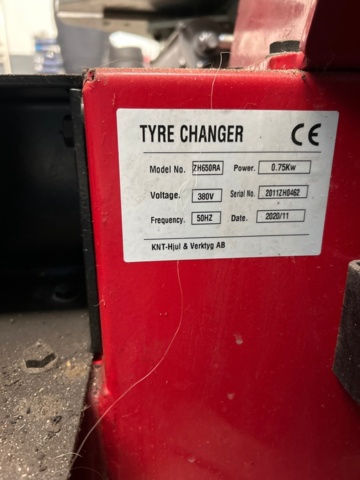 TYRE CHANGER CE
Model No. ZH650RA Power. 0.75Kw
Voltage. 380V Serial No. 2011ZH0462
Frequency. 50HZ Date. 2020/11
KNT-Hjul & Verktyg AB